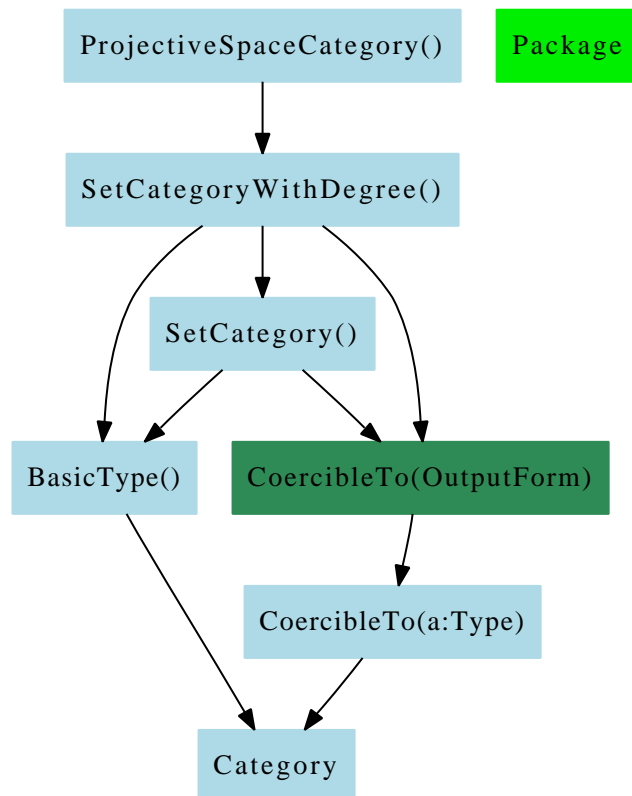 ProjectiveSpaceCategory()
Package
SetCategoryWithDegree()
SetCategory()
BasicType()
CoercibleTo(OutputForm)
CoercibleTo(a:Type)
Category